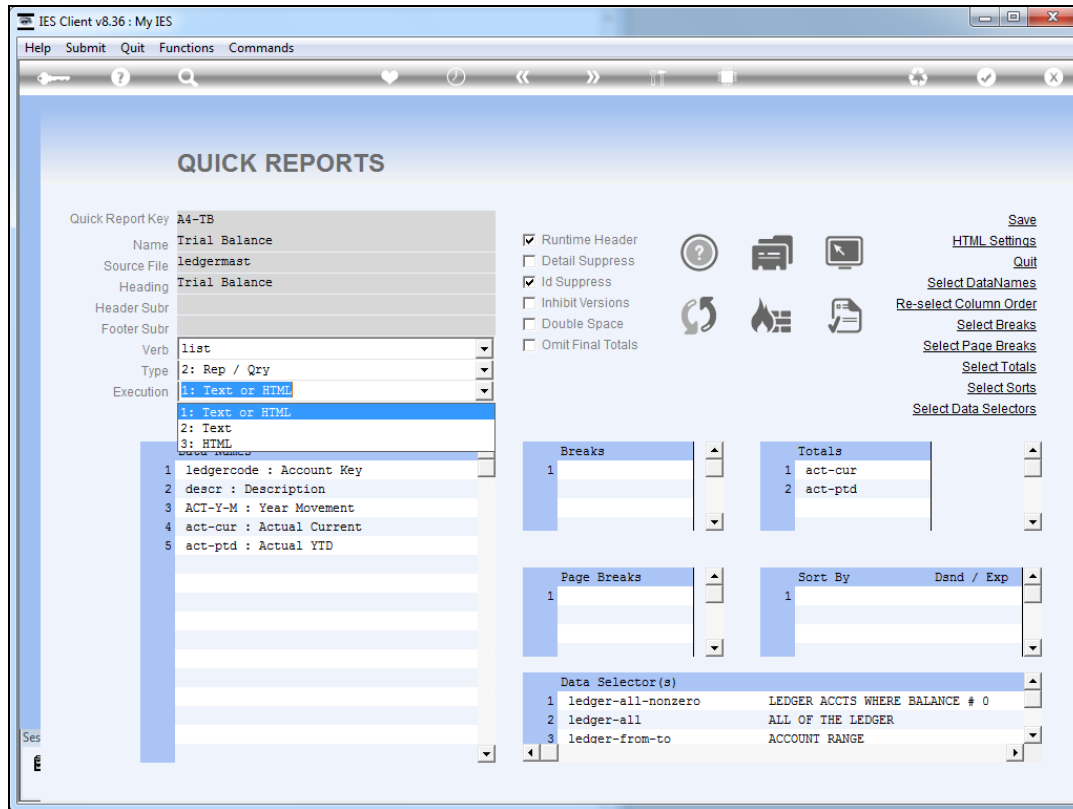 IES Client v8.36 : My IES
Help Submit Quit Functions Commands
QUICK REPORTS
Quick Report Key A4-TB
Name Trial Balance
Source File ledgermast
Heading Trial Balance
Header Subr
Footer Subr
Verb list
Type 2: Rep / Qry
Execution 1: Text or HTML
1: Text or HTML
2: Text
3: HTML
Runtime Header
Detail Suppress
Id Suppress
Inhibit Versions
Double Space
Omit Final Totals
Save
HTML Settings
Quit
Select DataNames
Re-select Column Order
Select Breaks
Select Page Breaks
Select Totals
Select Sorts
Select Data Selectors
Data Names
1 ledgercode : Account Key
2 descr : Description
3 ACT-Y-M : Year Movement
4 act-cur : Actual Current
5 act-ptd : Actual YTD
Breaks
1
Totals
1 act-cur
2 act-ptd
Page Breaks
1
Sort By Dsnd / Exp
1
Data Selector(s)
1 ledger-all-nonzero LEDGER ACCTS WHERE BALANCE # 0
2 ledger-all ALL OF THE LEDGER
3 ledger-from-to ACCOUNT RANGE
Ses